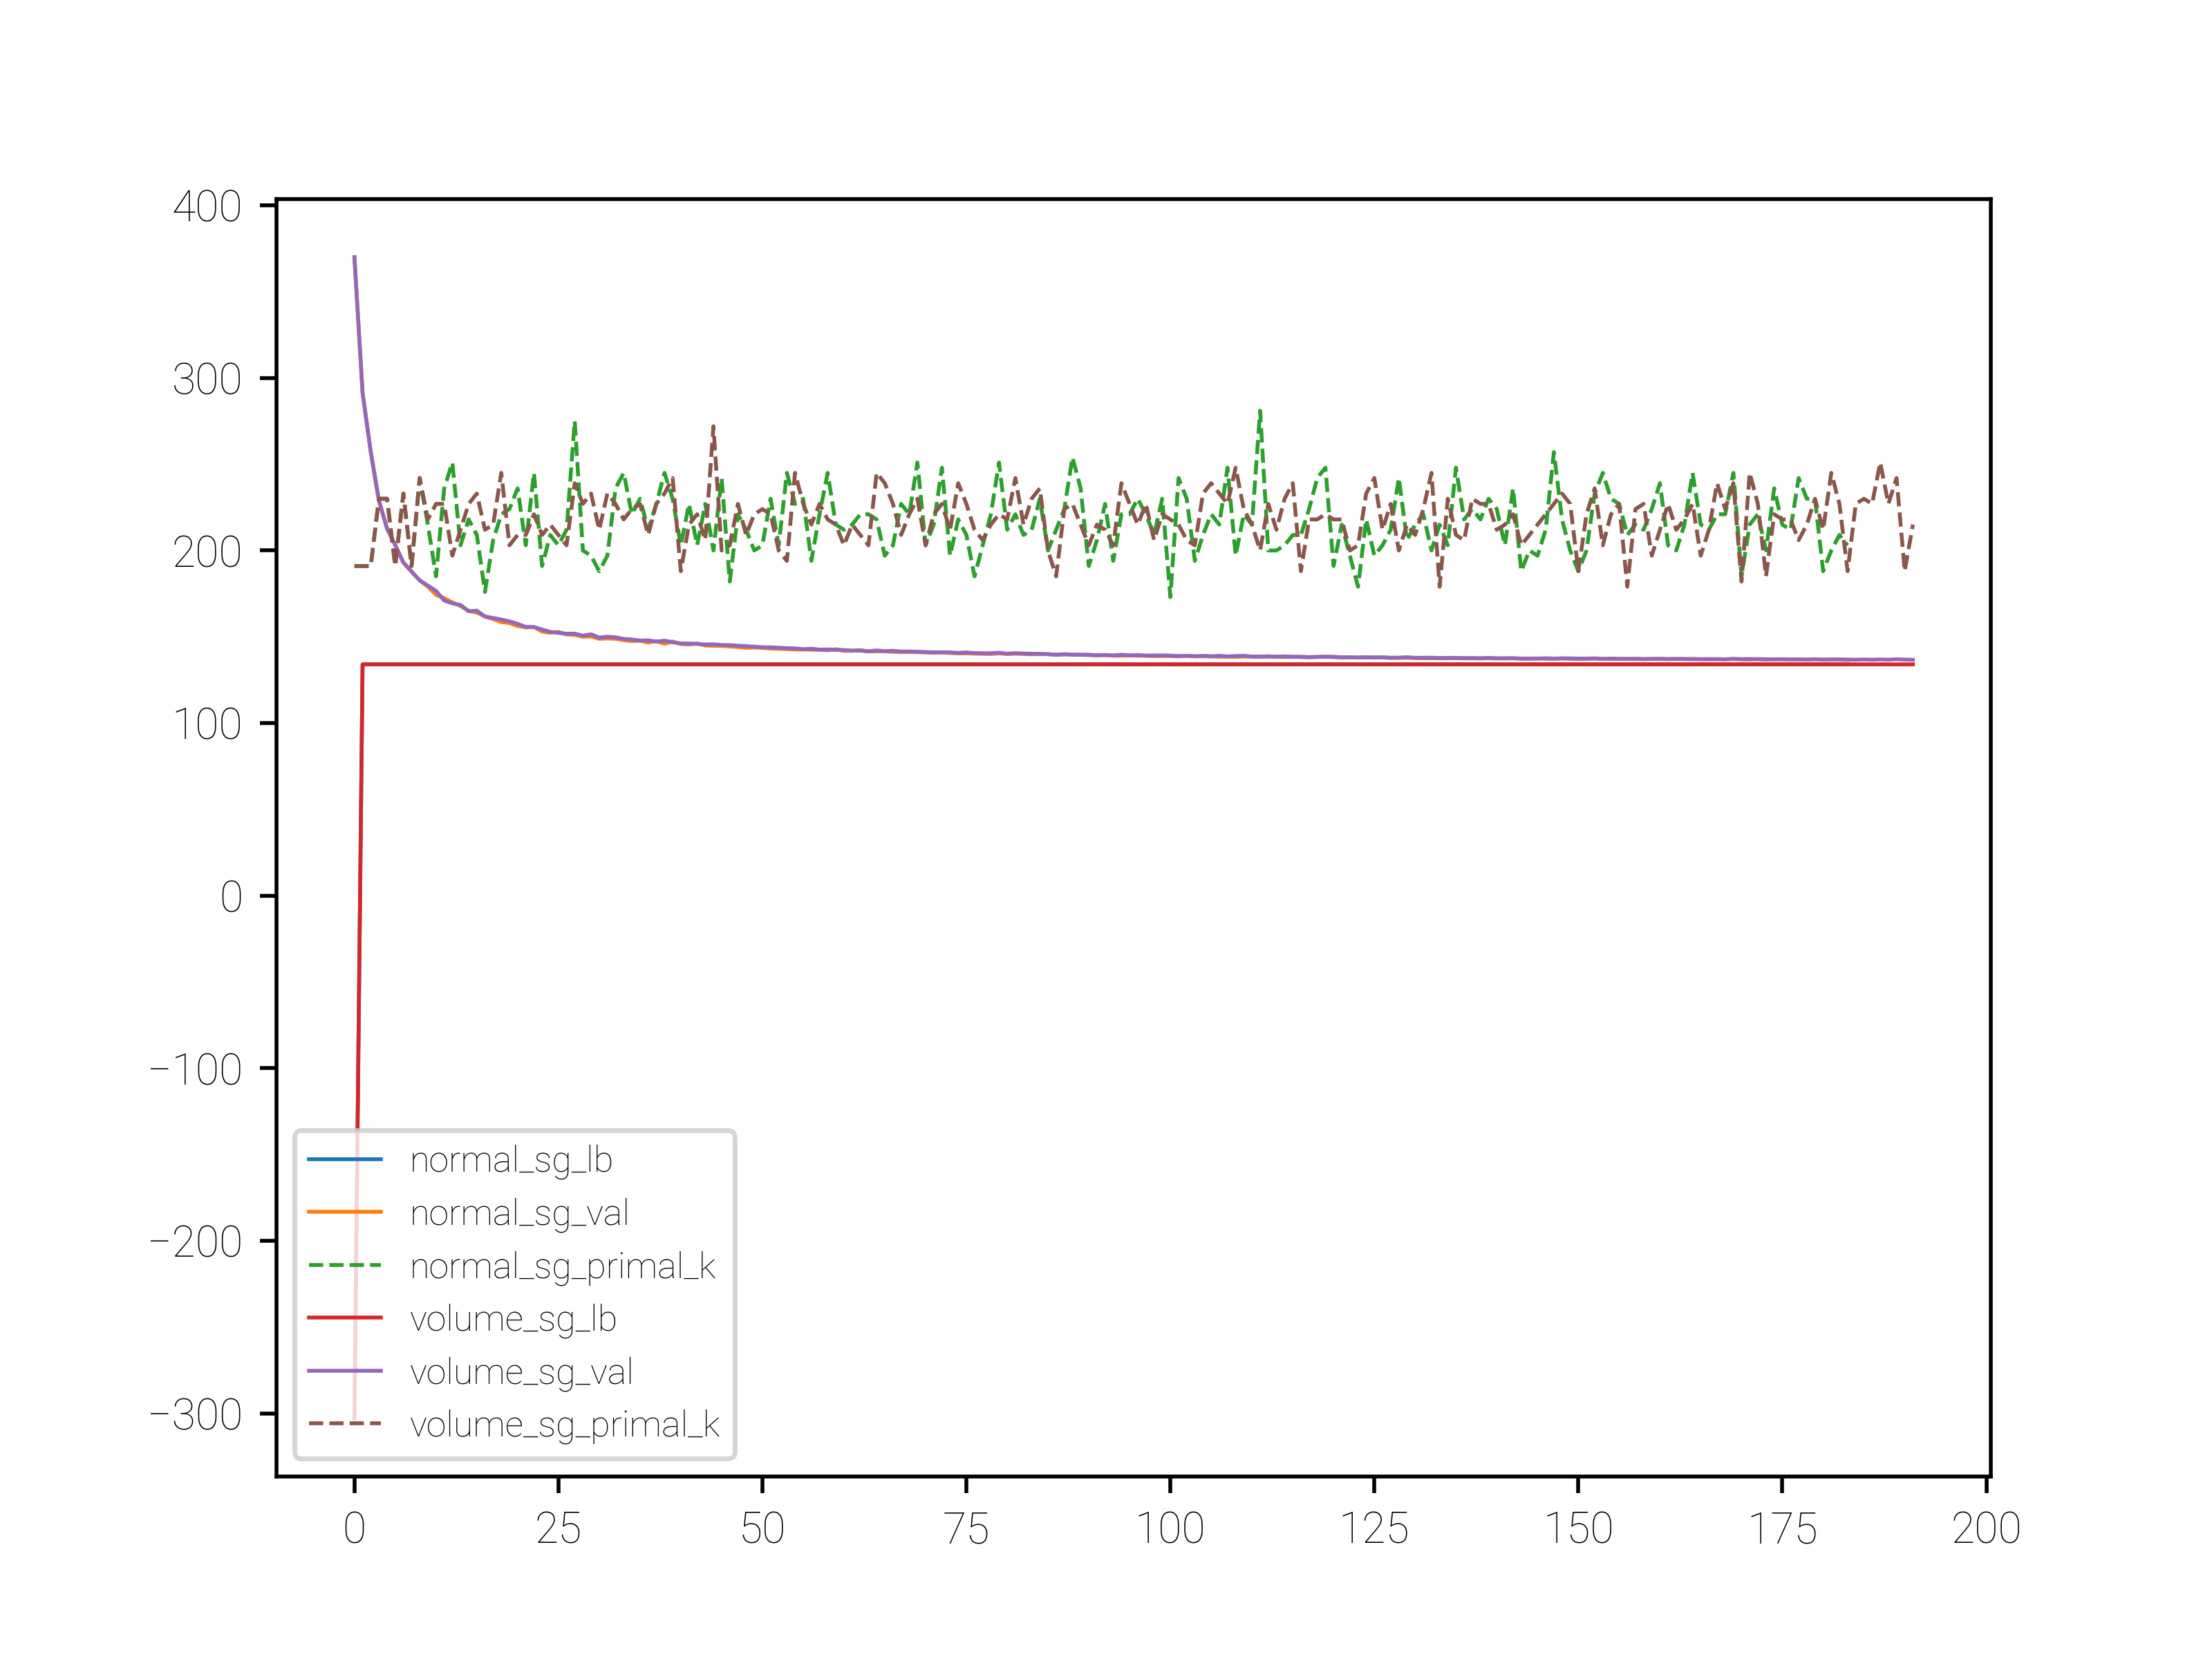 400
300
200
100
0
−100
−200
−300
normal_sg_lb
normal_sg_val
normal_sg_primal_k
volume_sg_lb
volume_sg_val
volume_sg_primal_k
0 25 50 75 100 125 150 175 200